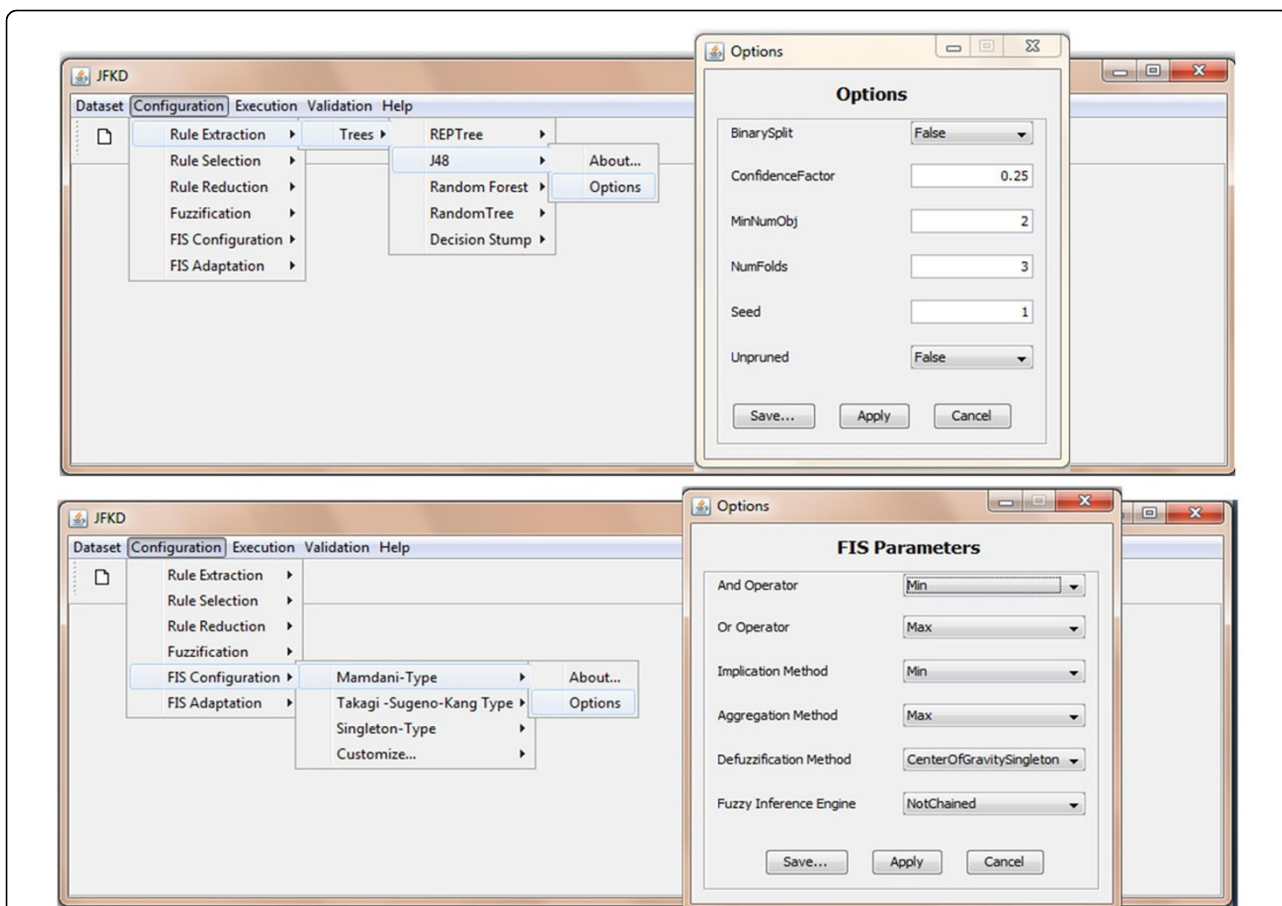 JFKD
Dataset Configuration Execution Validation Help
Rule Extraction
Rule Selection
Rule Reduction
Fuzzification
FIS Configuration
FIS Adaptation
Trees
REPTree
J48
Random Forest
RandomTree
Decision Stump
About...
Options
Options
Options
BinarySplit False
ConfidenceFactor 0.25
MinNumObj 2
NumFolds 3
Seed 1
Unpruned False
Save... Apply Cancel
JFKD
Dataset Configuration Execution Validation Help
Rule Extraction
Rule Selection
Rule Reduction
Fuzzification
FIS Configuration
FIS Adaptation
Mamdani-Type
Takagi -Sugeno-Kang Type
Singleton-Type
Customize...
About...
Options
Options
FIS Parameters
And Operator Min
Or Operator Max
Implication Method Min
Aggregation Method Max
Defuzzification Method CenterOfGravitySingleton
Fuzzy Inference Engine NotChained
Save... Apply Cancel